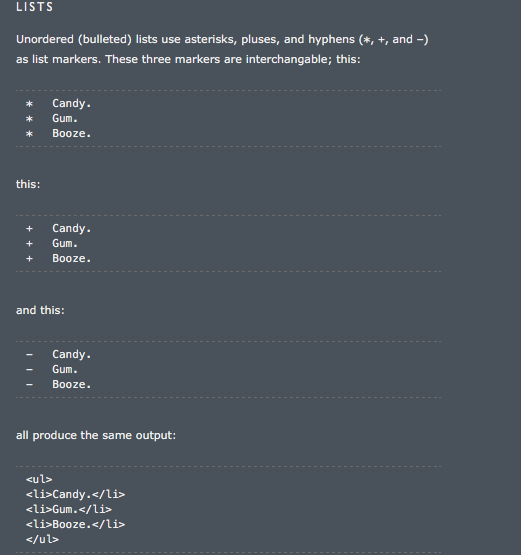 LISTS
Unordered (bulleted) lists use asterisks, pluses, and hyphens (*, +, and -)
as list markers. These three markers are interchangable; this:
*   Candy.
*   Gum.
*   Booze.
this:
+   Candy.
+   Gum.
+   Booze.
and this:
-   Candy.
-   Gum.
-   Booze.
all produce the same output:
<ul>
<li>Candy.</li>
<li>Gum.</li>
<li>Booze.</li>
</ul>